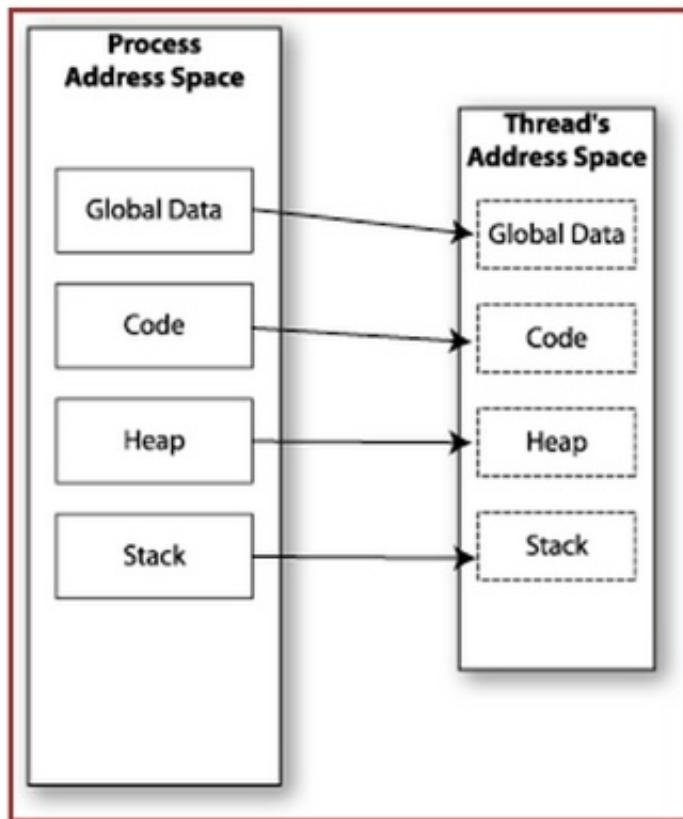 Process
Address Space
Global Data
Code
Heap
Stack
Thread's
Address Space
Global Data
Code
Heap
Stack